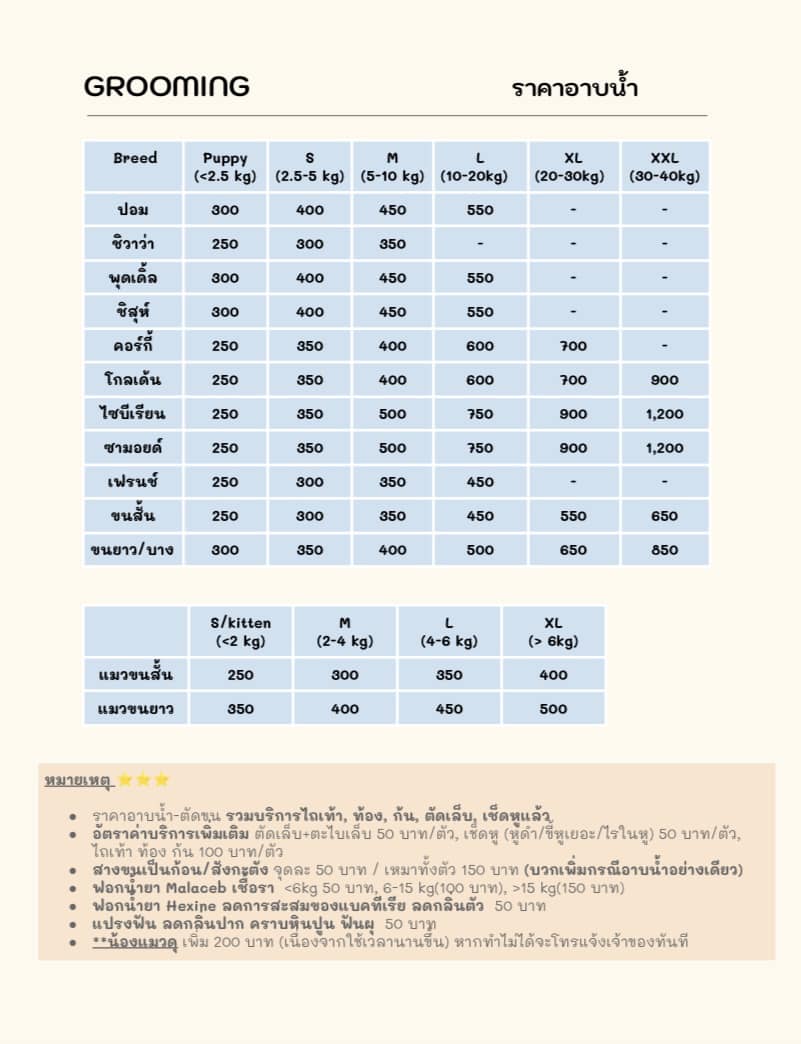 GROOMING ราคาอาบน้ำ
Breed Puppy S M L XL XXL
(<2.5 kg) (2.5-5 kg) (5-10 kg) (10-20kg) (20-30kg) (30-40kg)
ปอม 300 400 450 550 - -
ชิวาว่า 250 300 350 - - -
พุดเดิ้ล 300 400 450 550 - -
ชิสุห์ 300 400 450 550 - -
คอร์กี้ 250 350 400 600 700 -
โกลเด้น 250 350 400 600 700 900
ไซบีเรียน 250 350 500 750 900 1,200
ซามอยด์ 250 350 500 750 900 1,200
เฟรนช์ 250 300 350 450 - -
ขนสั้น 250 300 350 450 550 650
ขนยาว/บาง 300 350 400 500 650 850
S/kitten M L XL
(<2 kg) (2-4 kg) (4-6 kg) (> 6kg)
แมวขนสั้น 250 300 350 400
แมวขนยาว 350 400 450 500
หมายเหตุ ⭐⭐⭐
● ราคาอาบน้ำ-ตัดขน รวมบริการไถเท้า, ท้อง, ก้น, ตัดเล็บ, เช็ดหูแล้ว
● อัตราค่าบริการเพิ่มเติม ตัดเล็บ+ตะไบเล็บ 50 บาท/ตัว, เช็ดหู (หูดำ/ขี้หูเยอะ/ไรในหู) 50 บาท/ตัว,
ไถเท้า ท้อง ก้น 100 บาท/ตัว
● สางขนเป็นก้อน/สังกะตัง จุดละ 50 บาท / เหมาทั้งตัว 150 บาท (บวกเพิ่มกรณีอาบน้ำอย่างเดียว)
● ฟอกน้ำยา Malaceb เชื้อรา <6kg 50 บาท, 6-15 kg(100 บาท), >15 kg(150 บาท)
● ฟอกน้ำยา Hexine ลดการสะสมของแบคทีเรีย ลดกลิ่นตัว 50 บาท
● แปรงฟัน ลดกลิ่นปาก คราบหินปูน ฟันผุ 50 บาท
● **น้องแมวดุ เพิ่ม 200 บาท (เนื่องจากใช้เวลานานขึ้น) หากทำไม่ได้จะโทรแจ้งเจ้าของทันที